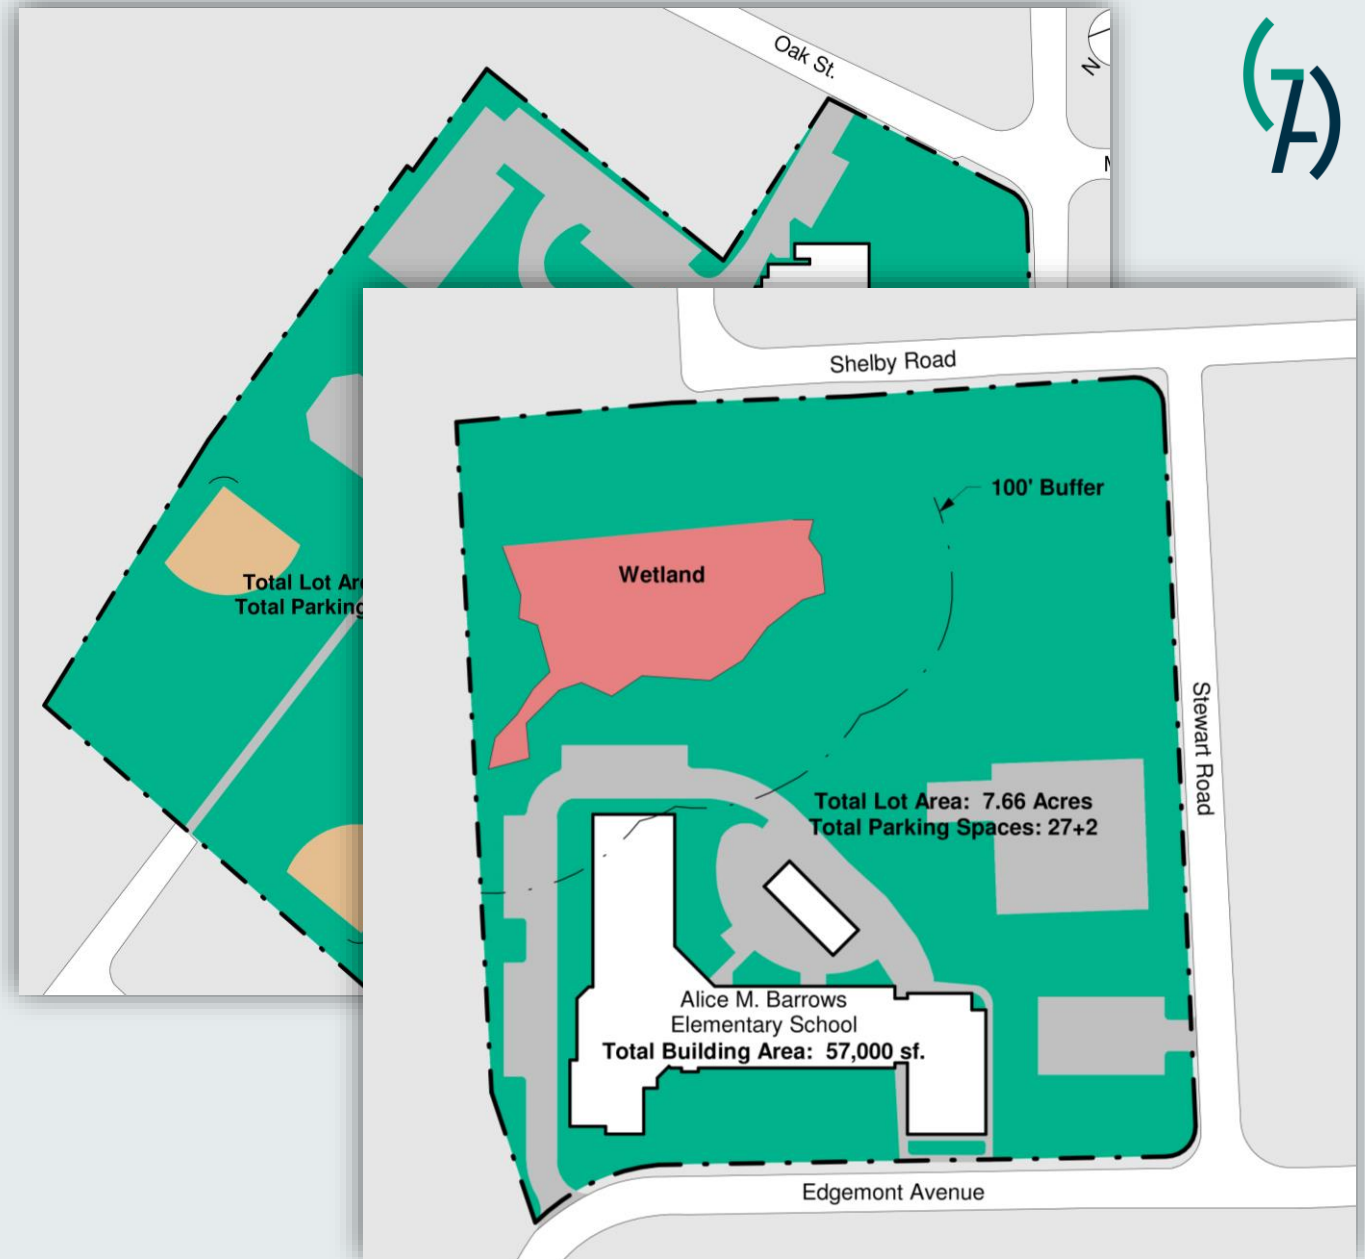 Oak St.
N
Total Lot
Total Parking
Shelby Road
100' Buffer
Wetland
Stewart Road
Total Lot Area: 7.66 Acres
Total Parking Spaces: 27+2
Alice M. Barrows
Elementary School
Total Building Area: 57,000 sf.
Edgemont Avenue